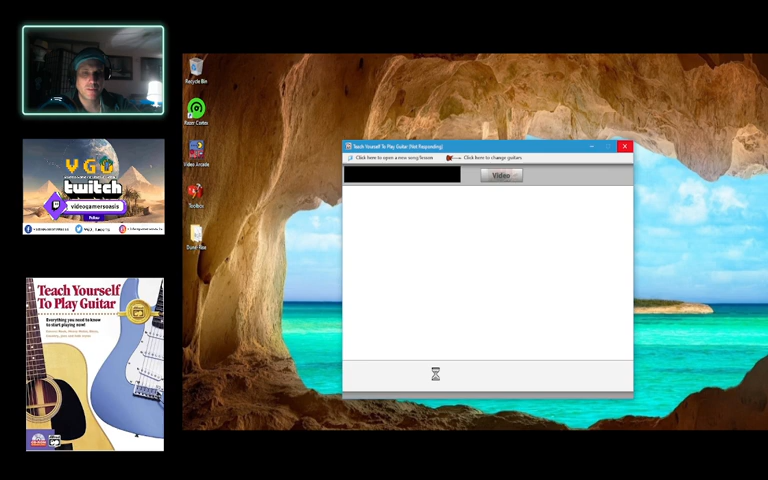 VGO
twitch
videogamersoasis
Follow
Teach Yourself
To Play Guitar
Everything you need to know
to start playing now!
Recycle Bin
Razer Cortex
Video Arcade
Toolbox
Teach Yourself To Play Guitar (Not Responding)
Click here to open a new song/lesson
Click here to change guitars
Video